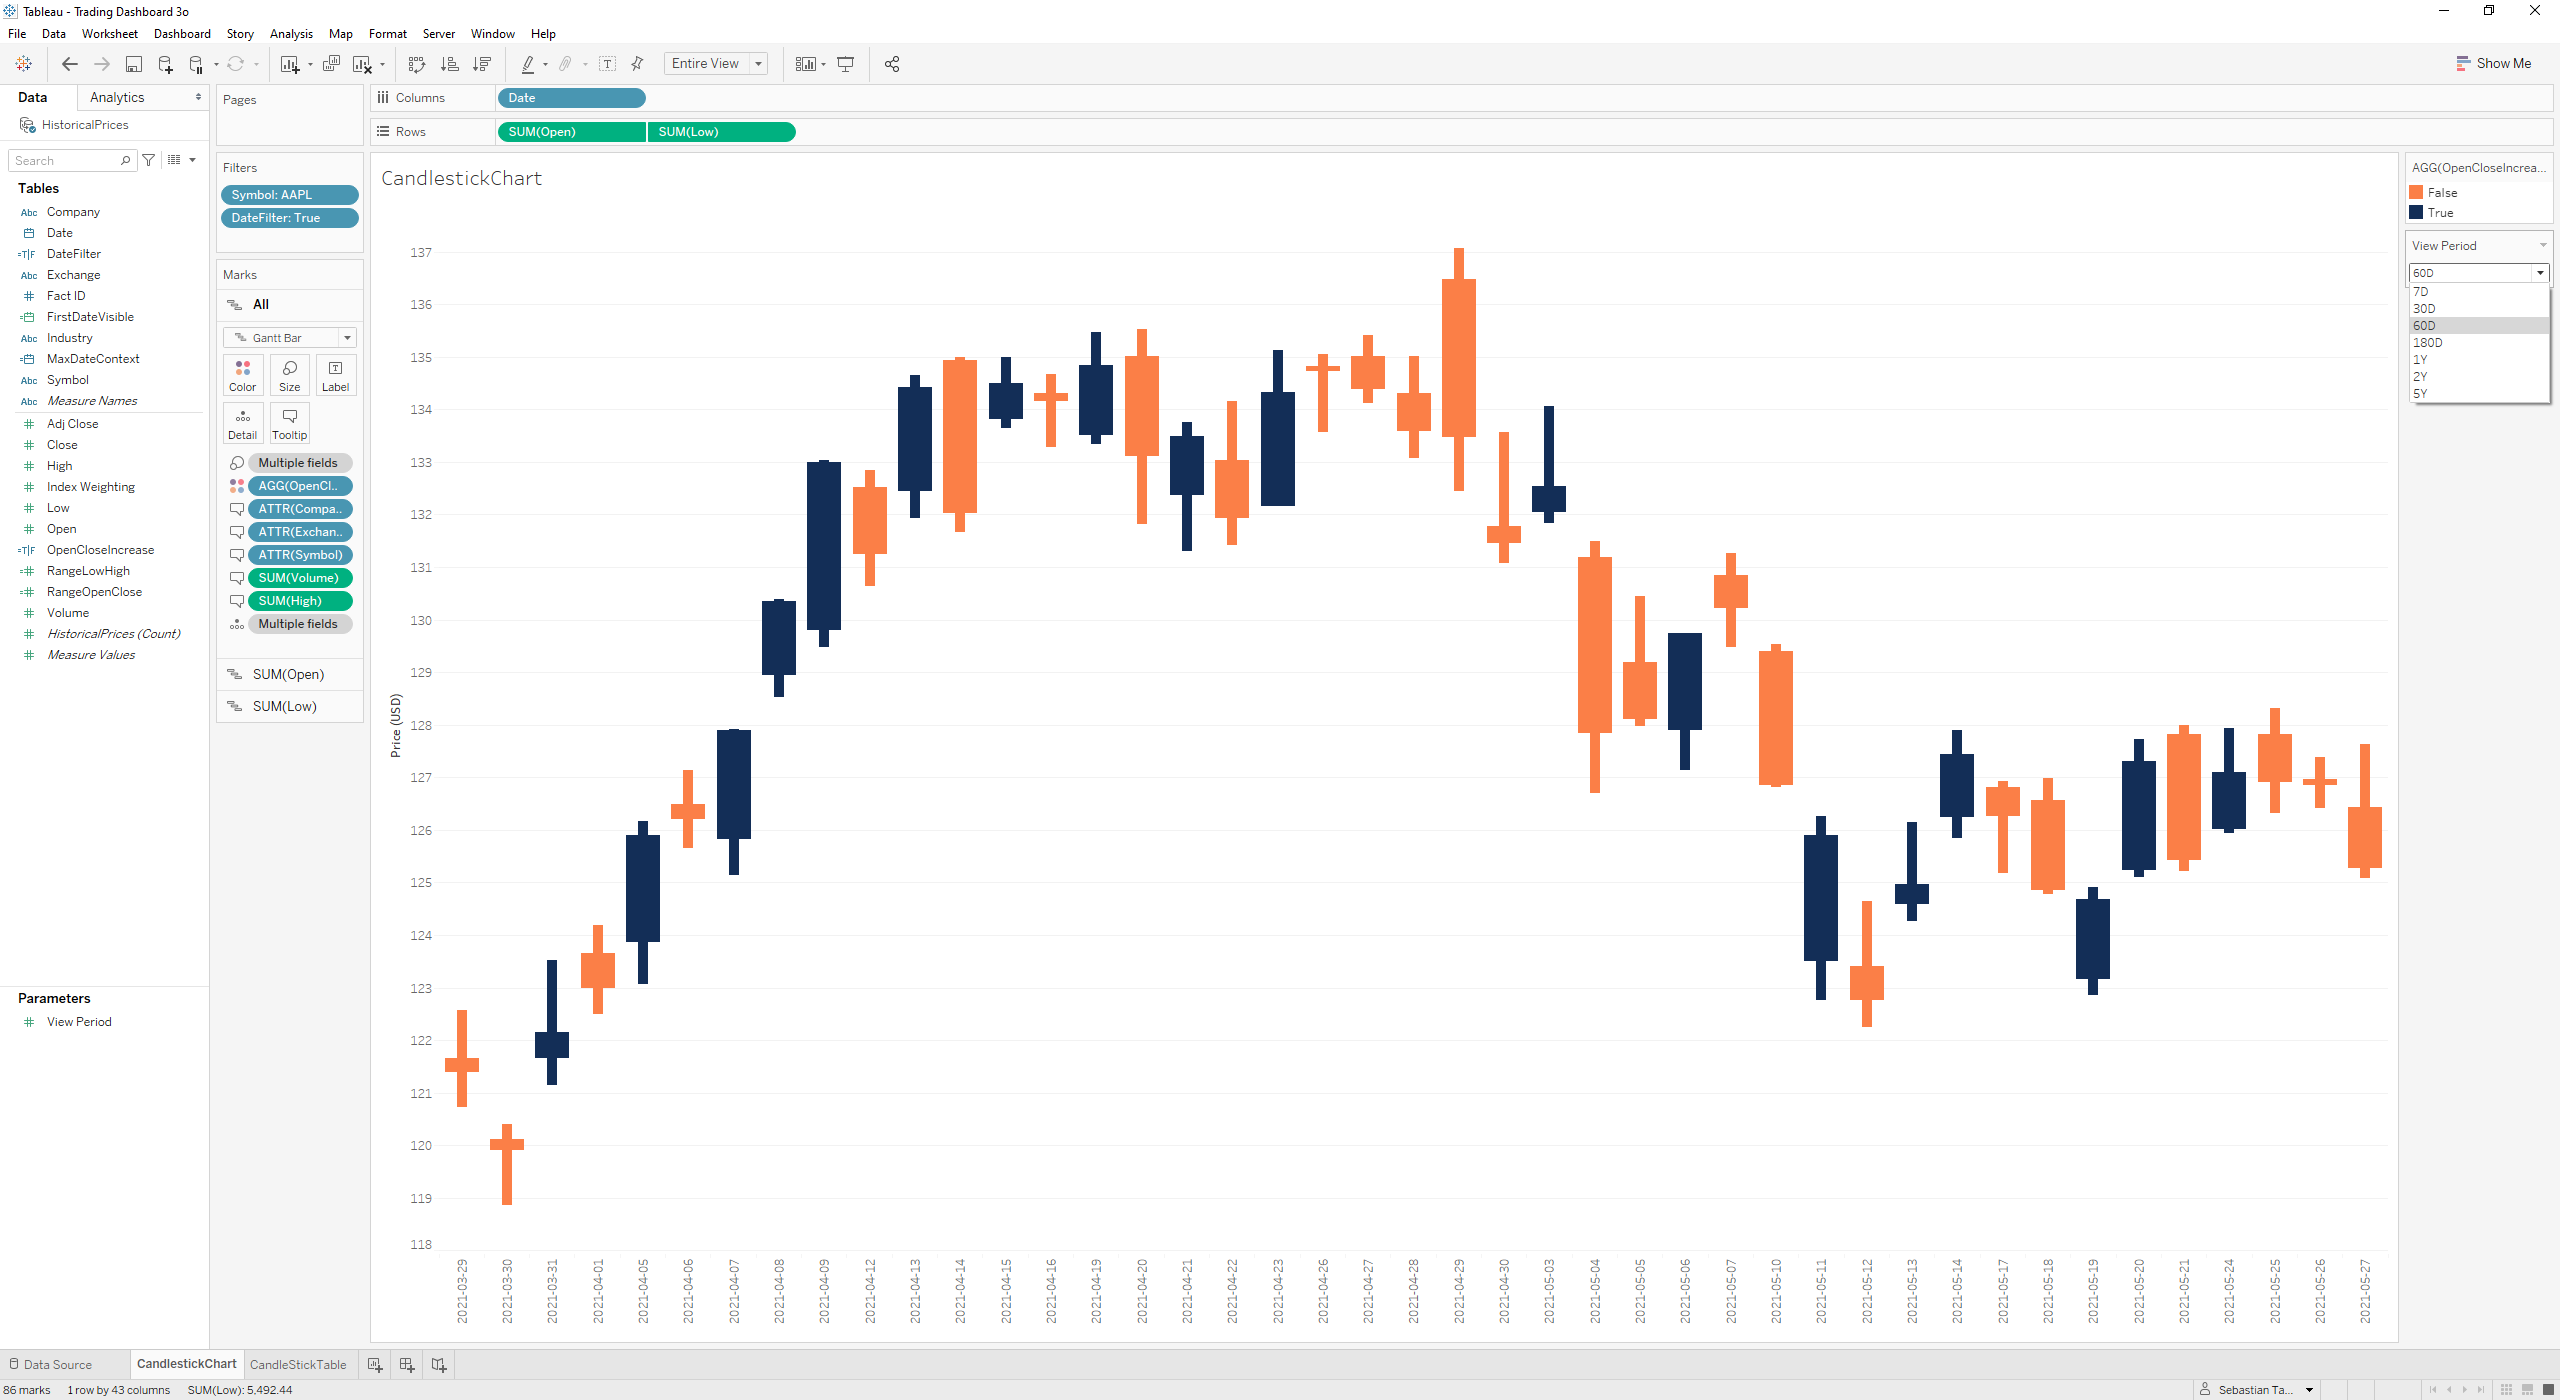 Tableau - Trading Dashboard 3o
File Data Worksheet Dashboard Story Analysis Map Format Server Window Help
Entire View
Show Me
Data Analytics
HistoricalPrices
Search
Tables
Abc Company
Date
=T|F DateFilter
Abc Exchange
# Fact ID
FirstDateVisible
Abc Industry
MaxDateContext
Abc Symbol
Abc Measure Names
# Adj Close
# Close
# High
# Index Weighting
# Low
# Open
=T|F OpenCloseIncrease
=# RangeLowHigh
=# RangeOpenClose
# Volume
# HistoricalPrices (Count)
# Measure Values
Parameters
# View Period
Pages
Filters
Symbol: AAPL
DateFilter: True
Marks
All
Gantt Bar
Color Size Label
Detail Tooltip
Multiple fields
AGG(OpenCl..
ATTR(Compa..
ATTR(Exchan..
ATTR(Symbol)
SUM(Volume)
SUM(High)
Multiple fields
SUM(Open)
SUM(Low)
Columns Date
Rows SUM(Open) SUM(Low)
CandlestickChart
Price (USD)
137
136
135
134
133
132
131
130
129
128
127
126
125
124
123
122
121
120
119
118
2021-03-29
2021-03-30
2021-03-31
2021-04-01
2021-04-05
2021-04-06
2021-04-07
2021-04-08
2021-04-09
2021-04-12
2021-04-13
2021-04-14
2021-04-15
2021-04-16
2021-04-19
2021-04-20
2021-04-21
2021-04-22
2021-04-23
2021-04-26
2021-04-27
2021-04-28
2021-04-29
2021-04-30
2021-05-03
2021-05-04
2021-05-05
2021-05-06
2021-05-07
2021-05-10
2021-05-11
2021-05-12
2021-05-13
2021-05-14
2021-05-17
2021-05-18
2021-05-19
2021-05-20
2021-05-21
2021-05-24
2021-05-25
2021-05-26
2021-05-27
AGG(OpenCloseIncrea...
False
True
View Period
60D
7D
30D
60D
180D
1Y
2Y
5Y
Data Source CandlestickChart CandleStickTable
86 marks 1 row by 43 columns SUM(Low): 5,492.44
Sebastian Ta...